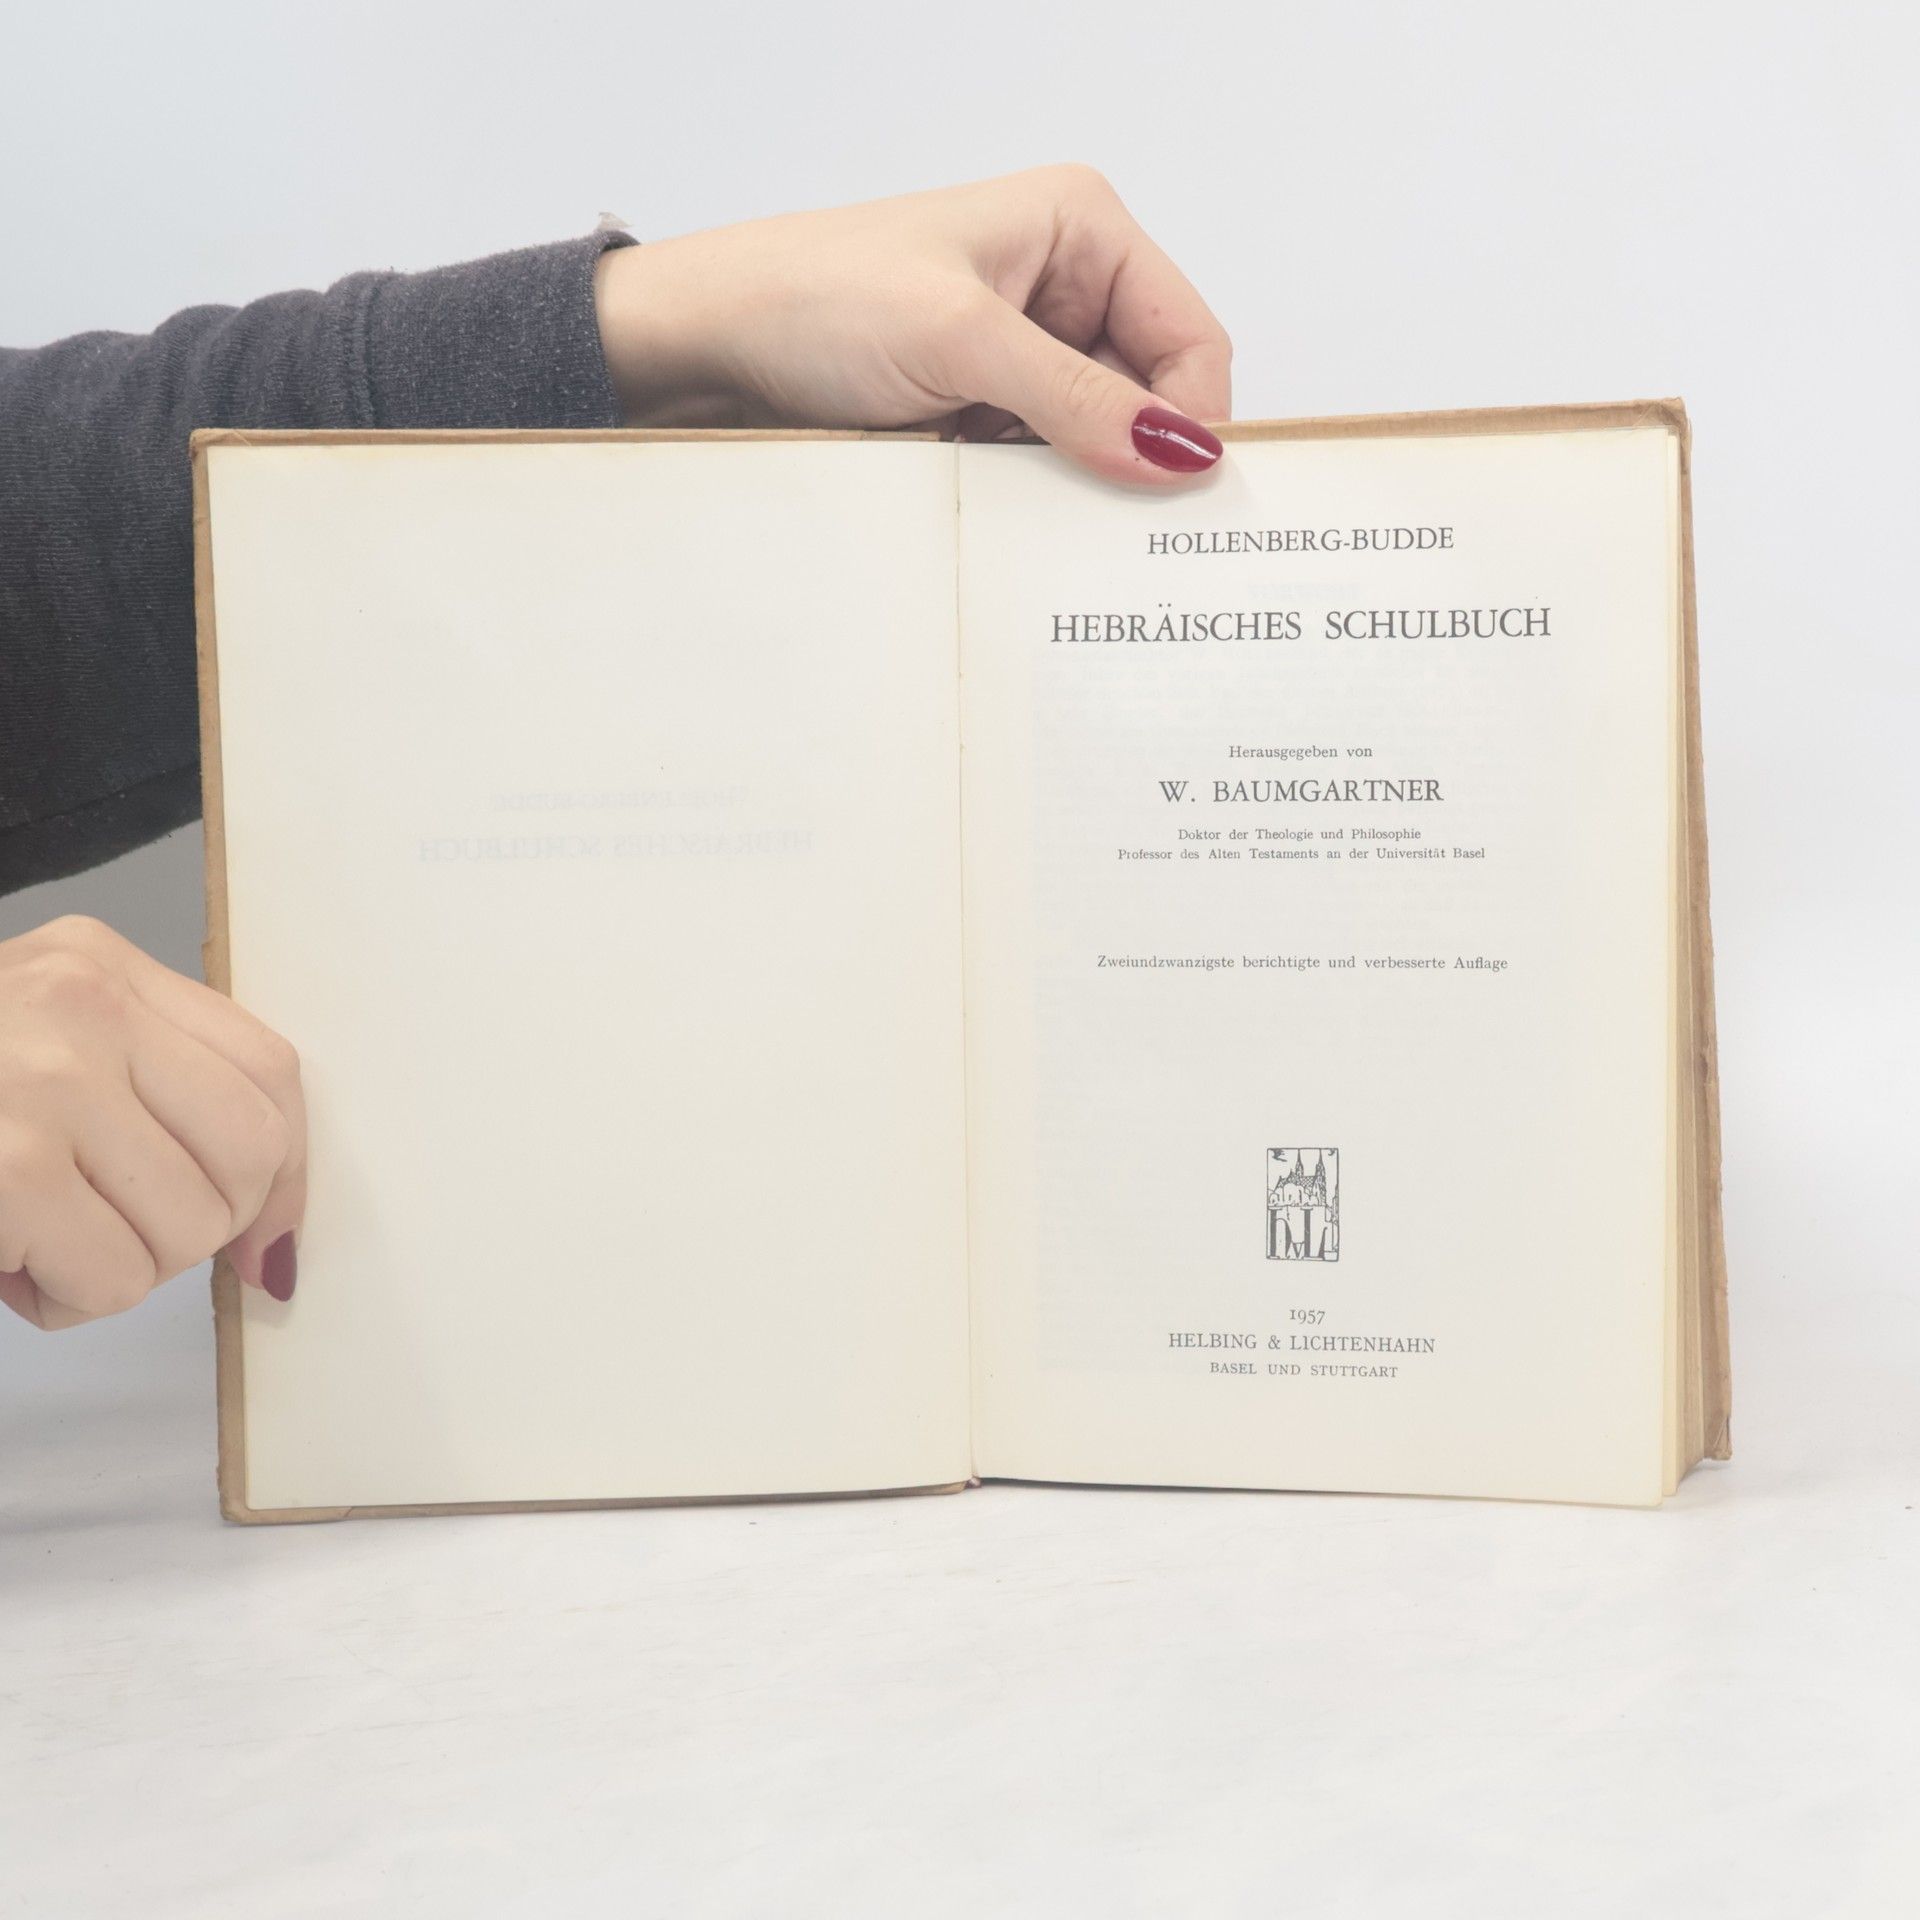 HOLLENBERG-BUDDE
HEBRÄISCHES SCHULBUCH
Herausgegeben von
W. BAUMGARTNER
Doktor der Theologie und Philosophie
Professor des Alten Testaments an der Universität Basel
Zweiundzwanzigste berichtigte und verbesserte Auflage
1957
HELBING & LICHTENHAHN
BASEL UND STUTTGART